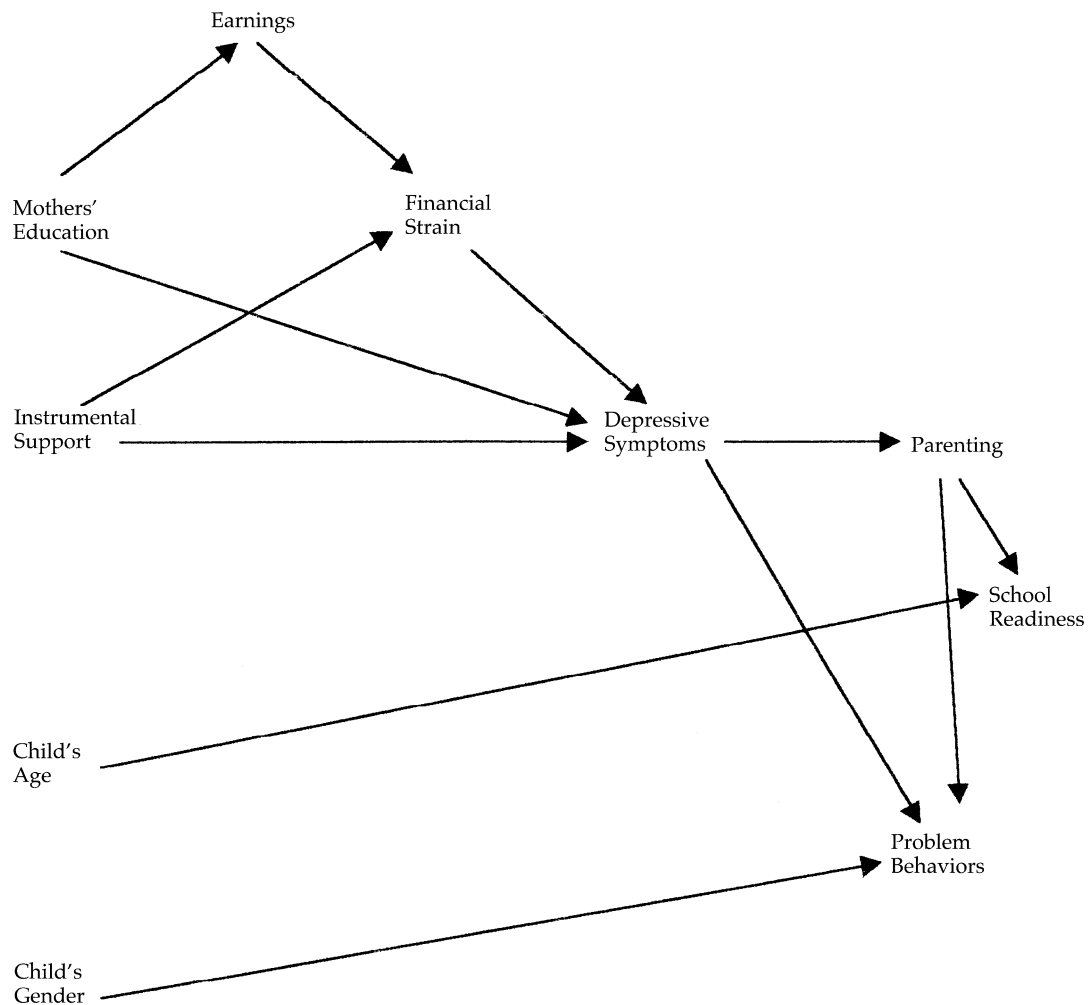 Earnings
Mothers’
Education
Financial
Strain
Instrumental
Support
Depressive
Symptoms
Parenting
School
Readiness
Child’s
Age
Problem
Behaviors
Child’s
Gender